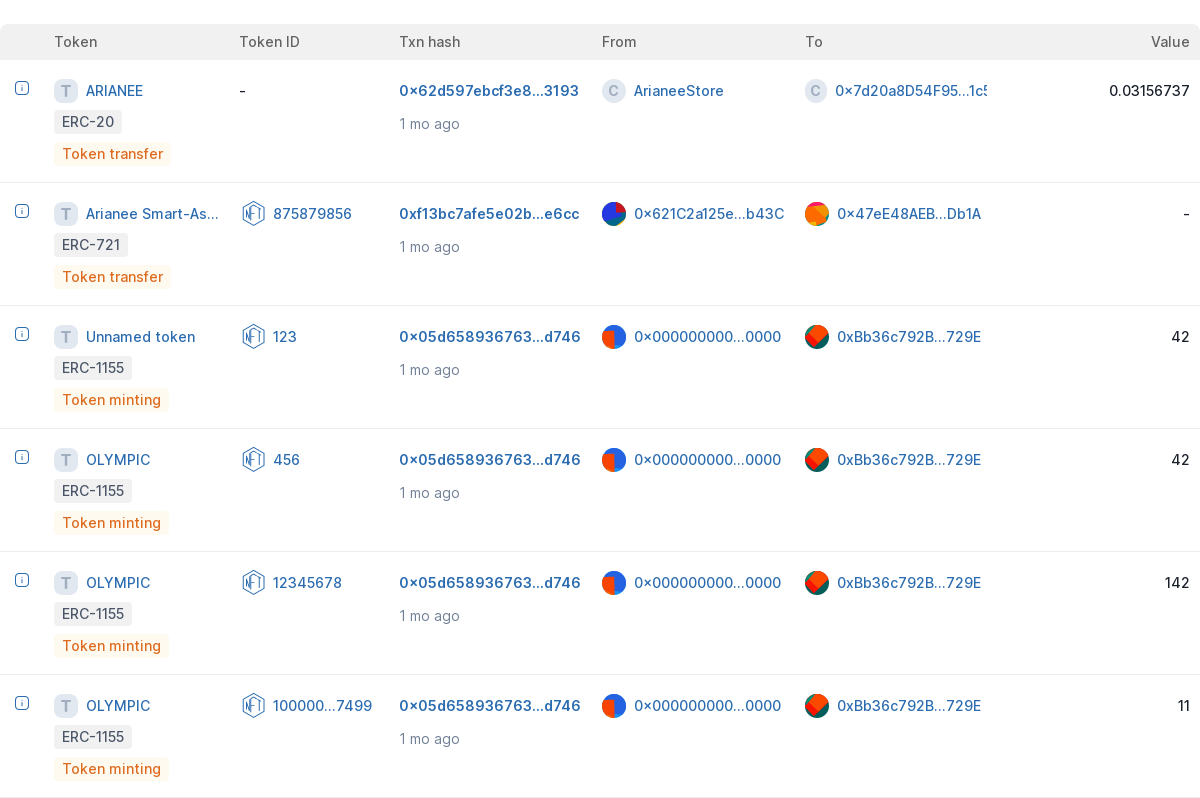 Token Token ID Txn hash From To Value
T ARIANEE - 0x62d597ebcf3e8...3193 C ArianeeStore C 0x7d20a8D54F95...1c5 0.03156737
ERC-20 1 mo ago
Token transfer
T Arianee Smart-As... NFT 875879856 0xf13bc7afe5e02b...e6cc 0x621C2a125e...b43C 0x47eE48AEB...Db1A -
ERC-721 1 mo ago
Token transfer
T Unnamed token NFT 123 0x05d658936763...d746 0x000000000...0000 0xBb36c792B...729E 42
ERC-1155 1 mo ago
Token minting
T OLYMPIC NFT 456 0x05d658936763...d746 0x000000000...0000 0xBb36c792B...729E 42
ERC-1155 1 mo ago
Token minting
T OLYMPIC NFT 12345678 0x05d658936763...d746 0x000000000...0000 0xBb36c792B...729E 142
ERC-1155 1 mo ago
Token minting
T OLYMPIC NFT 100000...7499 0x05d658936763...d746 0x000000000...0000 0xBb36c792B...729E 11
ERC-1155 1 mo ago
Token minting